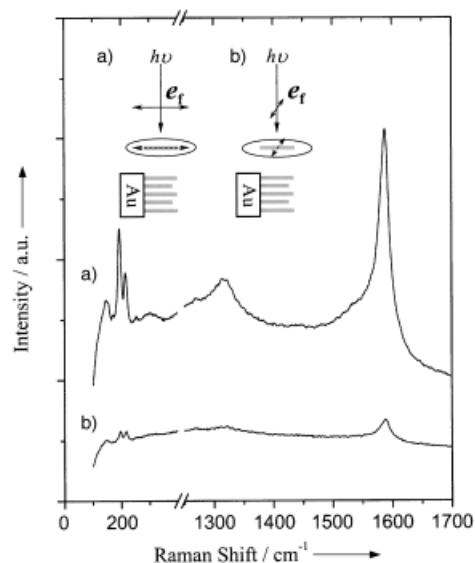 a) hυ b) hυ
e_f e_f
Au Au
a)
b)
Intensity / a.u.
0 200 1300 1400 1500 1600 1700
Raman Shift / cm⁻¹